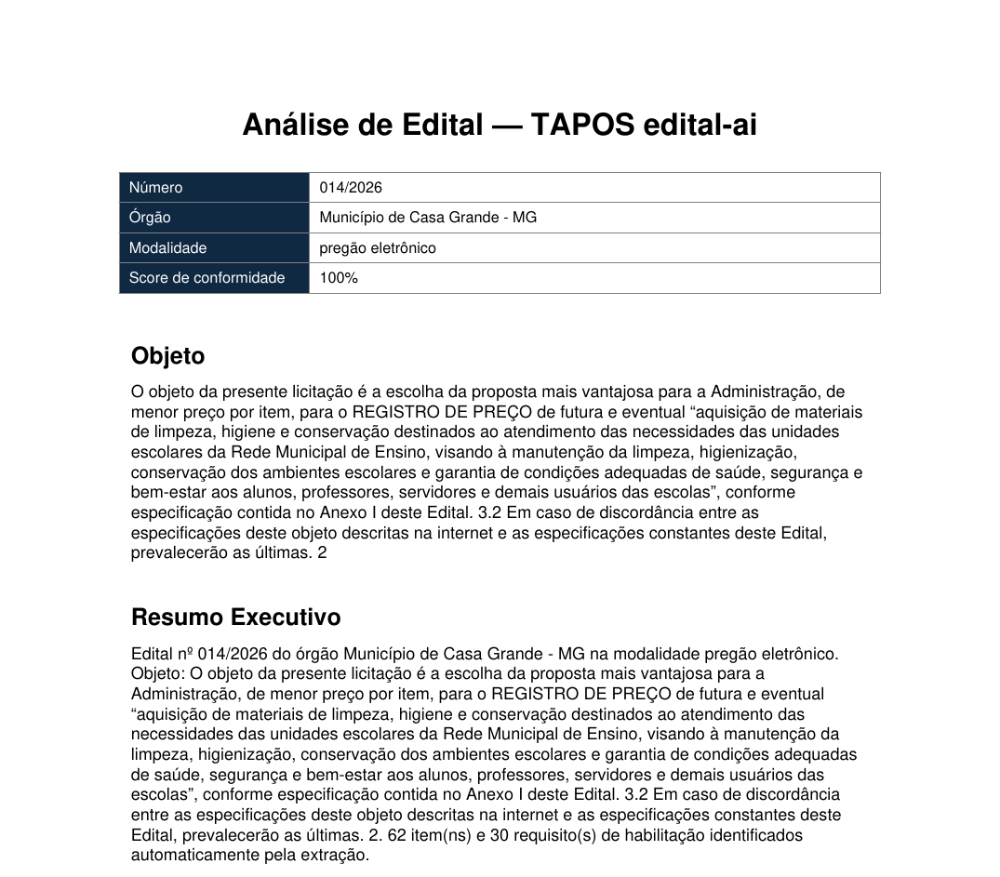 Análise de Edital — TAPOS edital-ai
Número 014/2026
Órgão Município de Casa Grande - MG
Modalidade pregão eletrônico
Score de conformidade 100%
Objeto
O objeto da presente licitação é a escolha da proposta mais vantajosa para a Administração, de
menor preço por item, para o REGISTRO DE PREÇO de futura e eventual “aquisição de materiais
de limpeza, higiene e conservação destinados ao atendimento das necessidades das unidades
escolares da Rede Municipal de Ensino, visando à manutenção da limpeza, higienização,
conservação dos ambientes escolares e garantia de condições adequadas de saúde, segurança e
bem-estar aos alunos, professores, servidores e demais usuários das escolas”, conforme
especificação contida no Anexo I deste Edital. 3.2 Em caso de discordância entre as
especificações deste objeto descritas na internet e as especificações constantes deste Edital,
prevalecerão as últimas. 2
Resumo Executivo
Edital nº 014/2026 do órgão Município de Casa Grande - MG na modalidade pregão eletrônico.
Objeto: O objeto da presente licitação é a escolha da proposta mais vantajosa para a
Administração, de menor preço por item, para o REGISTRO DE PREÇO de futura e eventual
“aquisição de materiais de limpeza, higiene e conservação destinados ao atendimento das
necessidades das unidades escolares da Rede Municipal de Ensino, visando à manutenção da
limpeza, higienização, conservação dos ambientes escolares e garantia de condições adequadas
de saúde, segurança e bem-estar aos alunos, professores, servidores e demais usuários das
escolas”, conforme especificação contida no Anexo I deste Edital. 3.2 Em caso de discordância
entre as especificações deste objeto descritas na internet e as especificações constantes deste
Edital, prevalecerão as últimas. 2. 62 item(ns) e 30 requisito(s) de habilitação identificados
automaticamente pela extração.